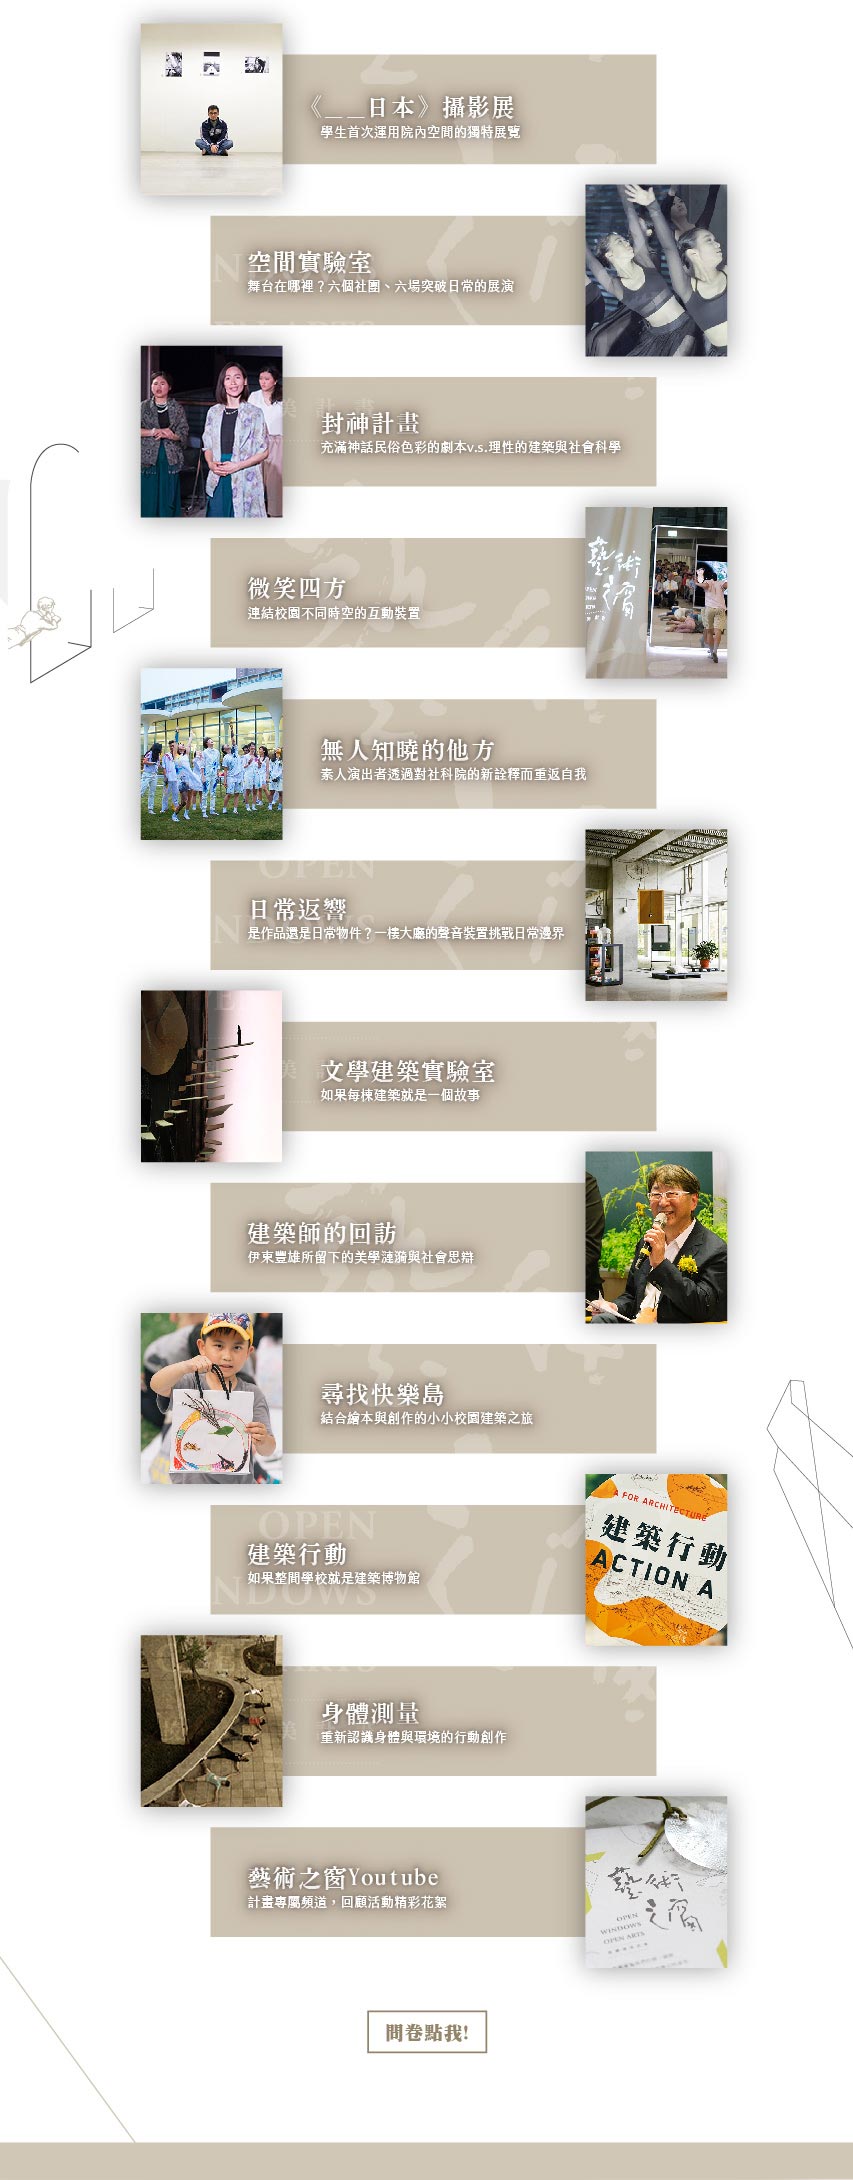 《__日本》攝影展
學生首次運用院內空間的獨特展覽
空間實驗室
舞台在哪裡?六個社團、六場突破日常的展演
封神計畫
充滿神話民俗色彩的劇本v.s.理性的建築與社會科學
微笑四方
連結校園不同時空的互動裝置
藝術之窗
OPEN
無人知曉的他方
素人演出者透過對社科院的新詮釋而重返自我
OPEN
日常返響
是作品還是日常物件?一樓大廳的聲音裝置挑戰日常邊界
文學建築實驗室
如果每棟建築就是一個故事
建築師的回訪
伊東豐雄所留下的美學漣漪與社會思辯
尋找快樂島
結合繪本與創作的小小校園建築之旅
OPEN
建築行動
如果整間學校就是建築博物館
NDOWS
A FOR ARCHITECTURE
建築行動
ACTION A
身體測量
重新認識身體與環境的行動創作
藝術之窗Youtube
計畫專屬頻道,回顧活動精彩花絮
藝術之窗
OPEN
WINDOWS
OPEN ARTS
問卷點我!